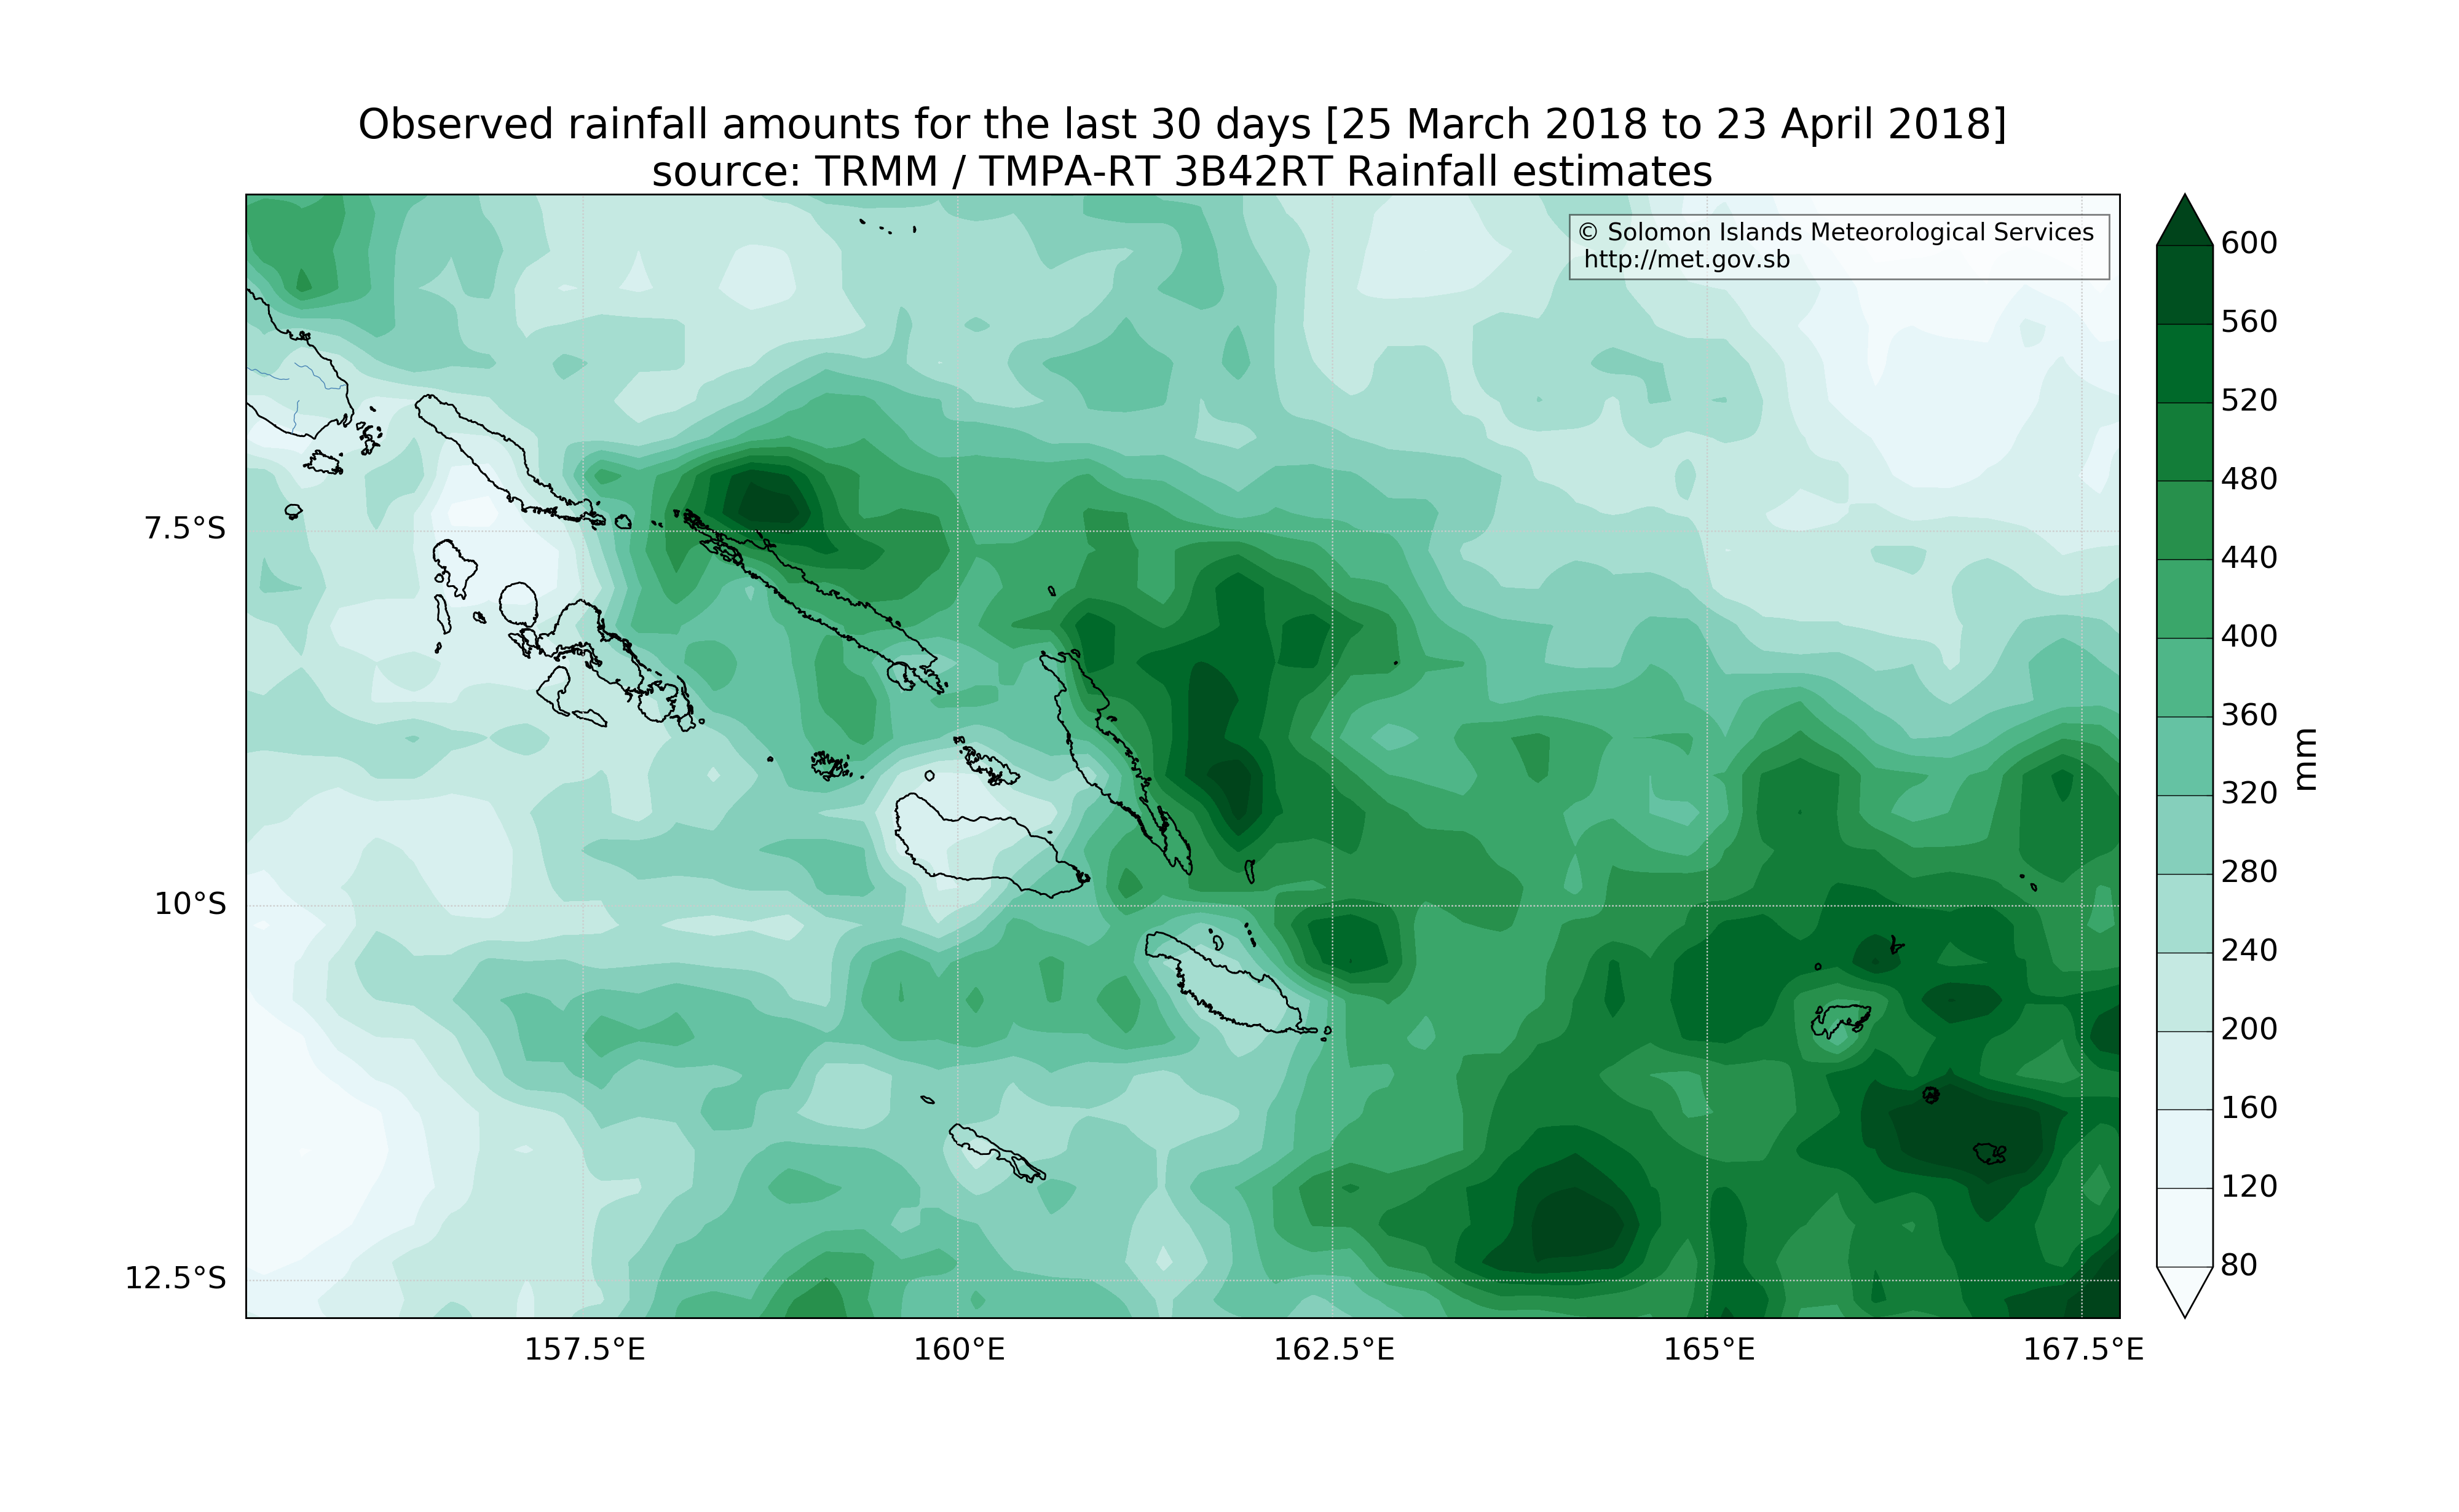 Observed rainfall amounts for the last 30 days [25 March 2018 to 23 April 2018]
source: TRMM / TMPA-RT 3B42RT Rainfall estimates
© Solomon Islands Meteorological Services
http://met.gov.sb
7.5°S
10°S
12.5°S
157.5°E
160°E
162.5°E
165°E
167.5°E
600
560
520
480
440
400
360
320
280
240
200
160
120
80
mm